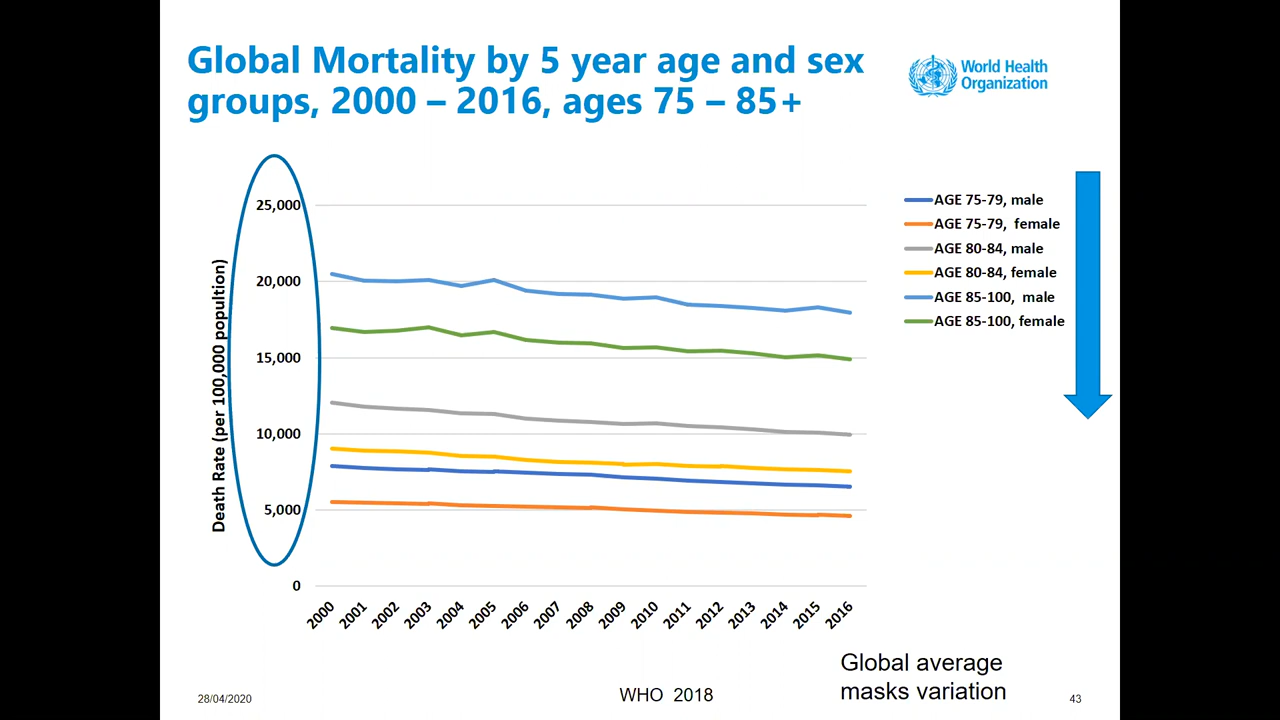 Global Mortality by 5 year age and sex
groups, 2000 – 2016, ages 75 – 85+
World Health
Organization
Death Rate (per 100,000 popultion)
25,000
20,000
15,000
10,000
5,000
0
2000
2001
2002
2003
2004
2005
2006
2007
2008
2009
2010
2011
2012
2013
2014
2015
2016
AGE 75-79, male
AGE 75-79, female
AGE 80-84, male
AGE 80-84, female
AGE 85-100, male
AGE 85-100, female
Global average
masks variation
28/04/2020
WHO 2018
43